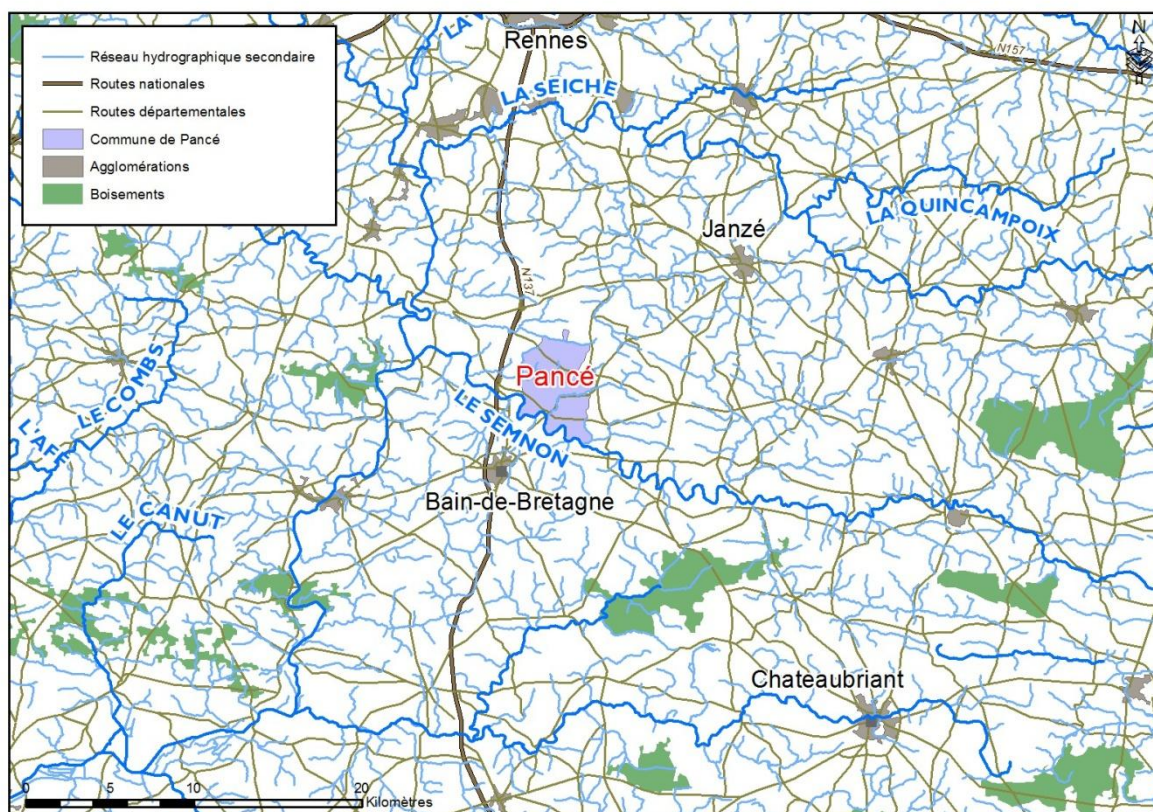 Réseau hydrographique secondaire
Routes nationales
Routes départementales
Commune de Pancé
Agglomérations
Boisements
Rennes
N
N157
LA SEICHE
LA QUINCAMPOIX
Janzé
N137
Pancé
LE COMBS
L'AFF
LE SEMNON
Bain-de-Bretagne
LE CANUT
Chateaubriant
0 5 10 20
Kilomètres